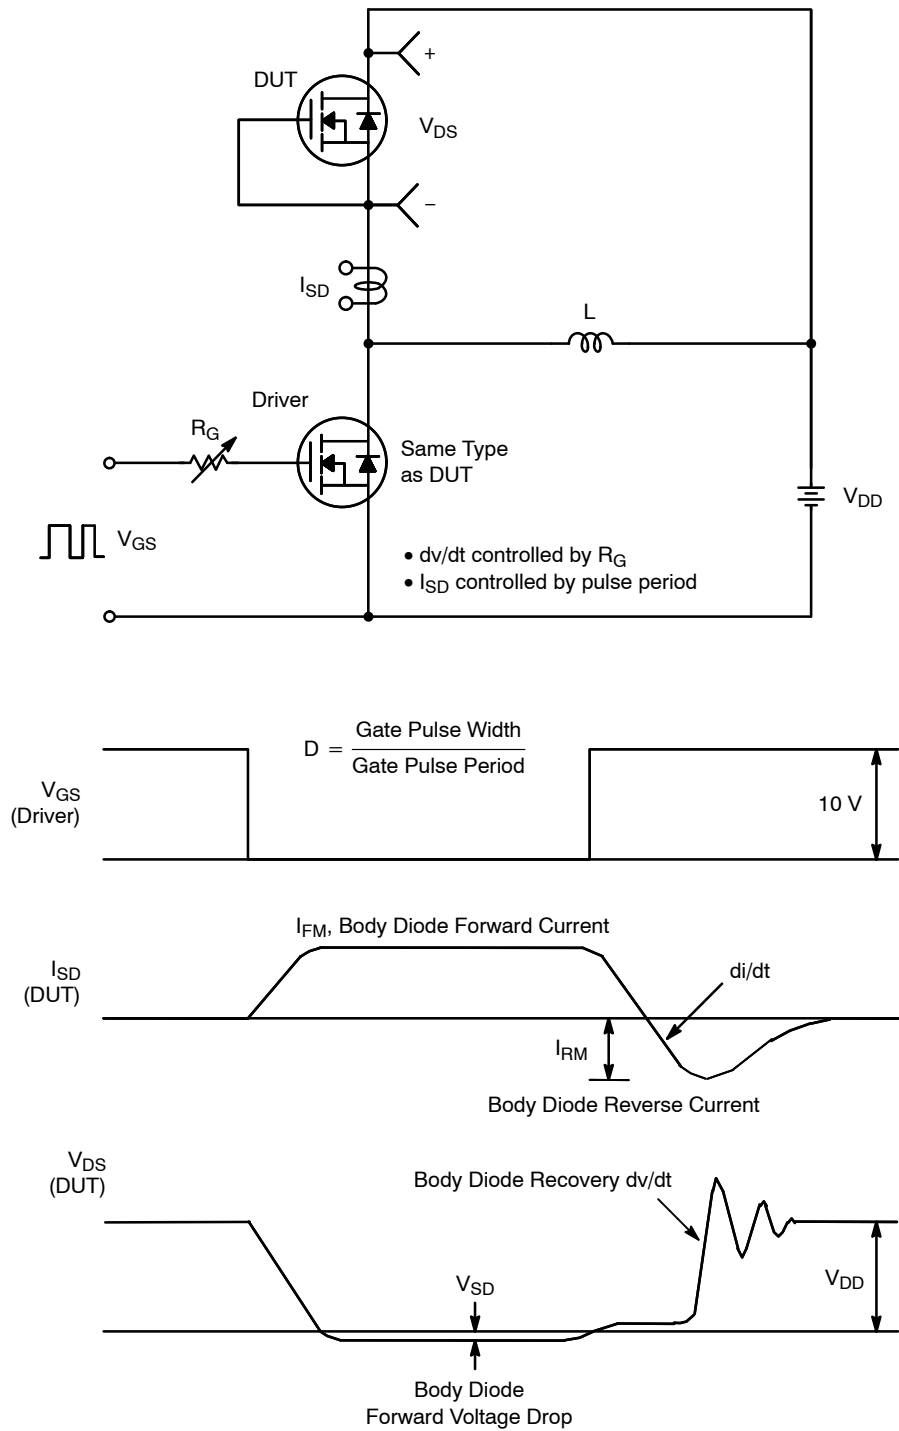 +
DUT
V_DS
−
I_SD
L
Driver
R_G
Same Type
as DUT
V_DD
V_GS
• dv/dt controlled by R_G
• I_SD controlled by pulse period
D = Gate Pulse Width
Gate Pulse Period
V_GS
(Driver)
10 V
I_FM, Body Diode Forward Current
I_SD
(DUT)
di/dt
I_RM
Body Diode Reverse Current
V_DS
(DUT)
Body Diode Recovery dv/dt
V_SD
V_DD
Body Diode
Forward Voltage Drop